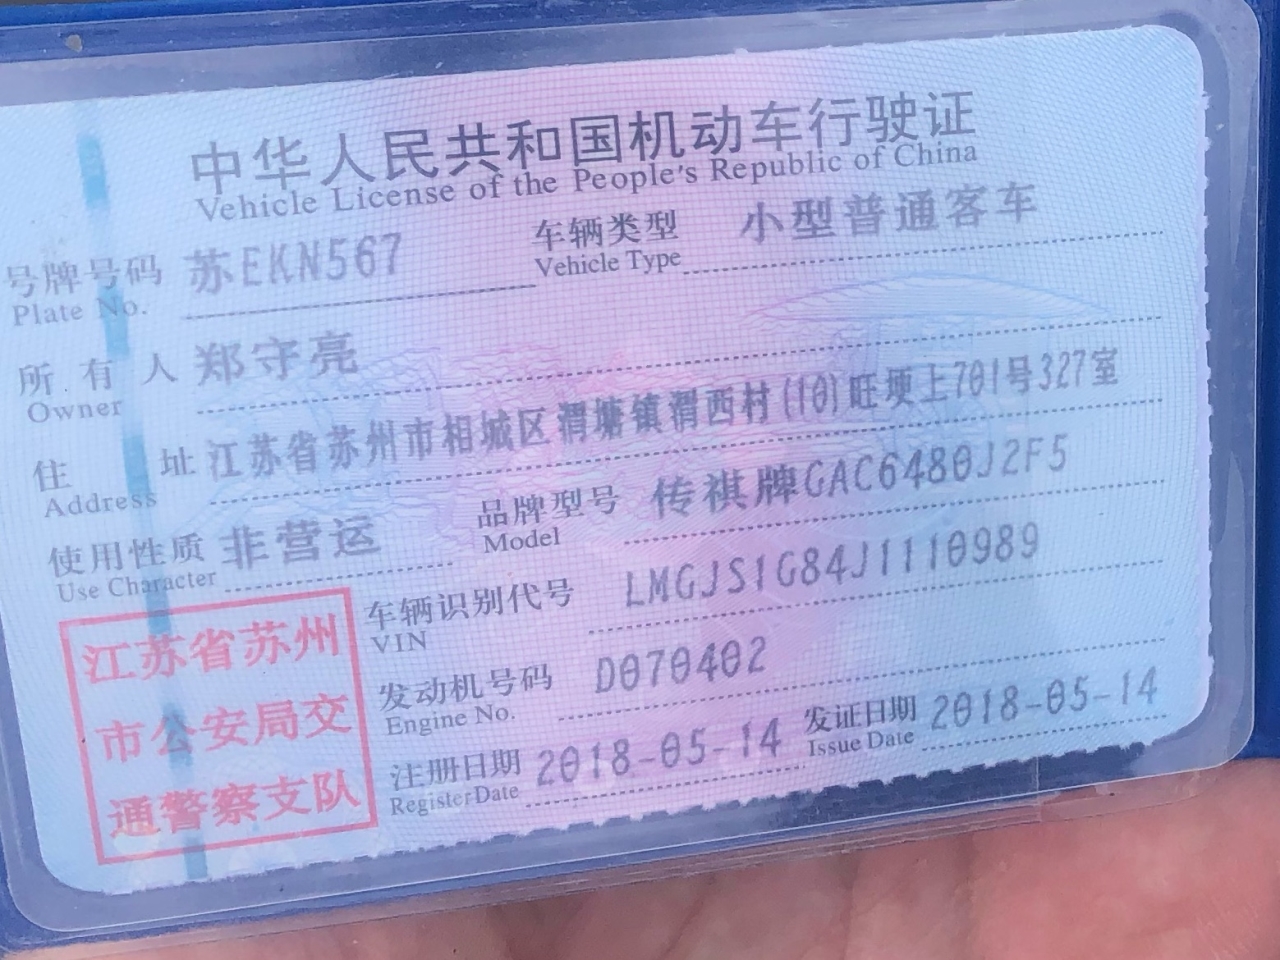 中华人民共和国机动车行驶证
Vehicle License of the People's Republic of China
号牌号码 苏EKN567 车辆类型 小型普通客车
Plate No. Vehicle Type
所有人 郑守亮
Owner
住址 江苏省苏州市相城区渭塘镇渭西村(10)旺埂上701号327室
Address
使用性质 非营运 品牌型号 传祺牌GAC6480J2F5
Use Character Model
车辆识别代号 LMGJS1G84J1110989
VIN
发动机号码 D070402
Engine No.
注册日期 2018-05-14 发证日期 2018-05-14
Register Date Issue Date
江苏省苏州
市公安局交
通警察支队